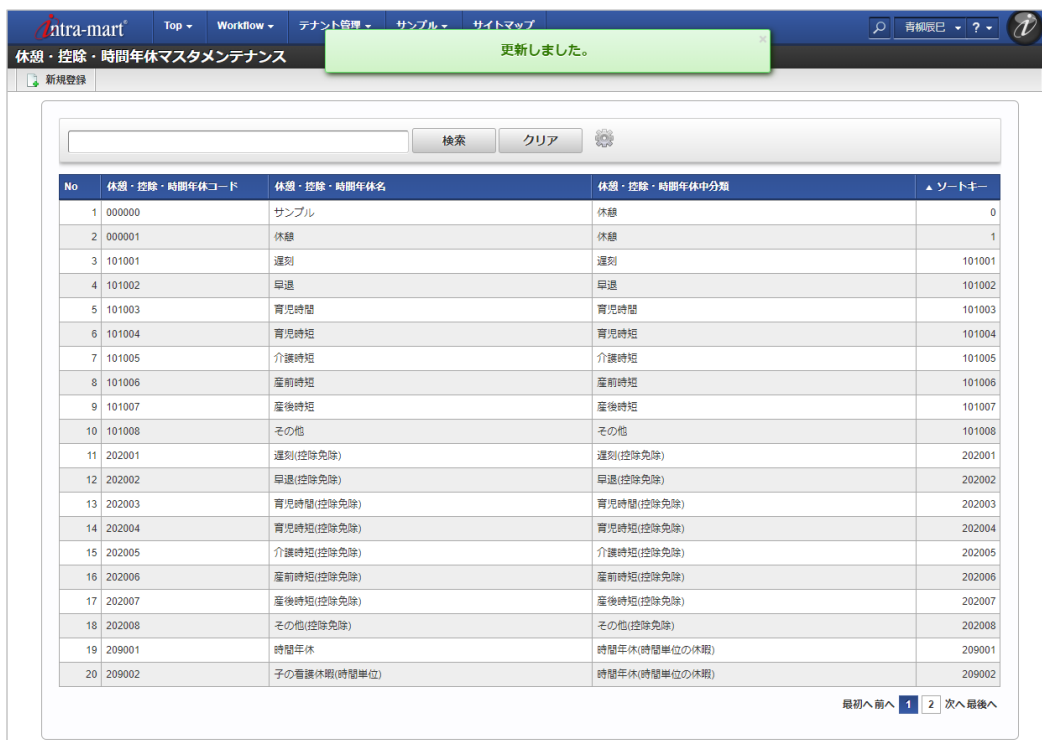 intra-mart® Top Workflow テナント管理 サンプル サイトマップ 青柳辰巳 ?
更新しました。 ×
休憩・控除・時間年休マスタメンテナンス
新規登録
検索 クリア
No 休憩・控除・時間年休コード 休憩・控除・時間年休名 休憩・控除・時間年休中分類 ▲ ソートキー
1 000000 サンプル 休憩 0
2 000001 休憩 休憩 1
3 101001 遅刻 遅刻 101001
4 101002 早退 早退 101002
5 101003 育児時間 育児時間 101003
6 101004 育児時短 育児時短 101004
7 101005 介護時短 介護時短 101005
8 101006 産前時短 産前時短 101006
9 101007 産後時短 産後時短 101007
10 101008 その他 その他 101008
11 202001 遅刻(控除免除) 遅刻(控除免除) 202001
12 202002 早退(控除免除) 早退(控除免除) 202002
13 202003 育児時間(控除免除) 育児時間(控除免除) 202003
14 202004 育児時短(控除免除) 育児時短(控除免除) 202004
15 202005 介護時短(控除免除) 介護時短(控除免除) 202005
16 202006 産前時短(控除免除) 産前時短(控除免除) 202006
17 202007 産後時短(控除免除) 産後時短(控除免除) 202007
18 202008 その他(控除免除) その他(控除免除) 202008
19 209001 時間年休 時間年休(時間単位の休暇) 209001
20 209002 子の看護休暇(時間単位) 時間年休(時間単位の休暇) 209002
最初へ 前へ 1 2 次へ 最後へ